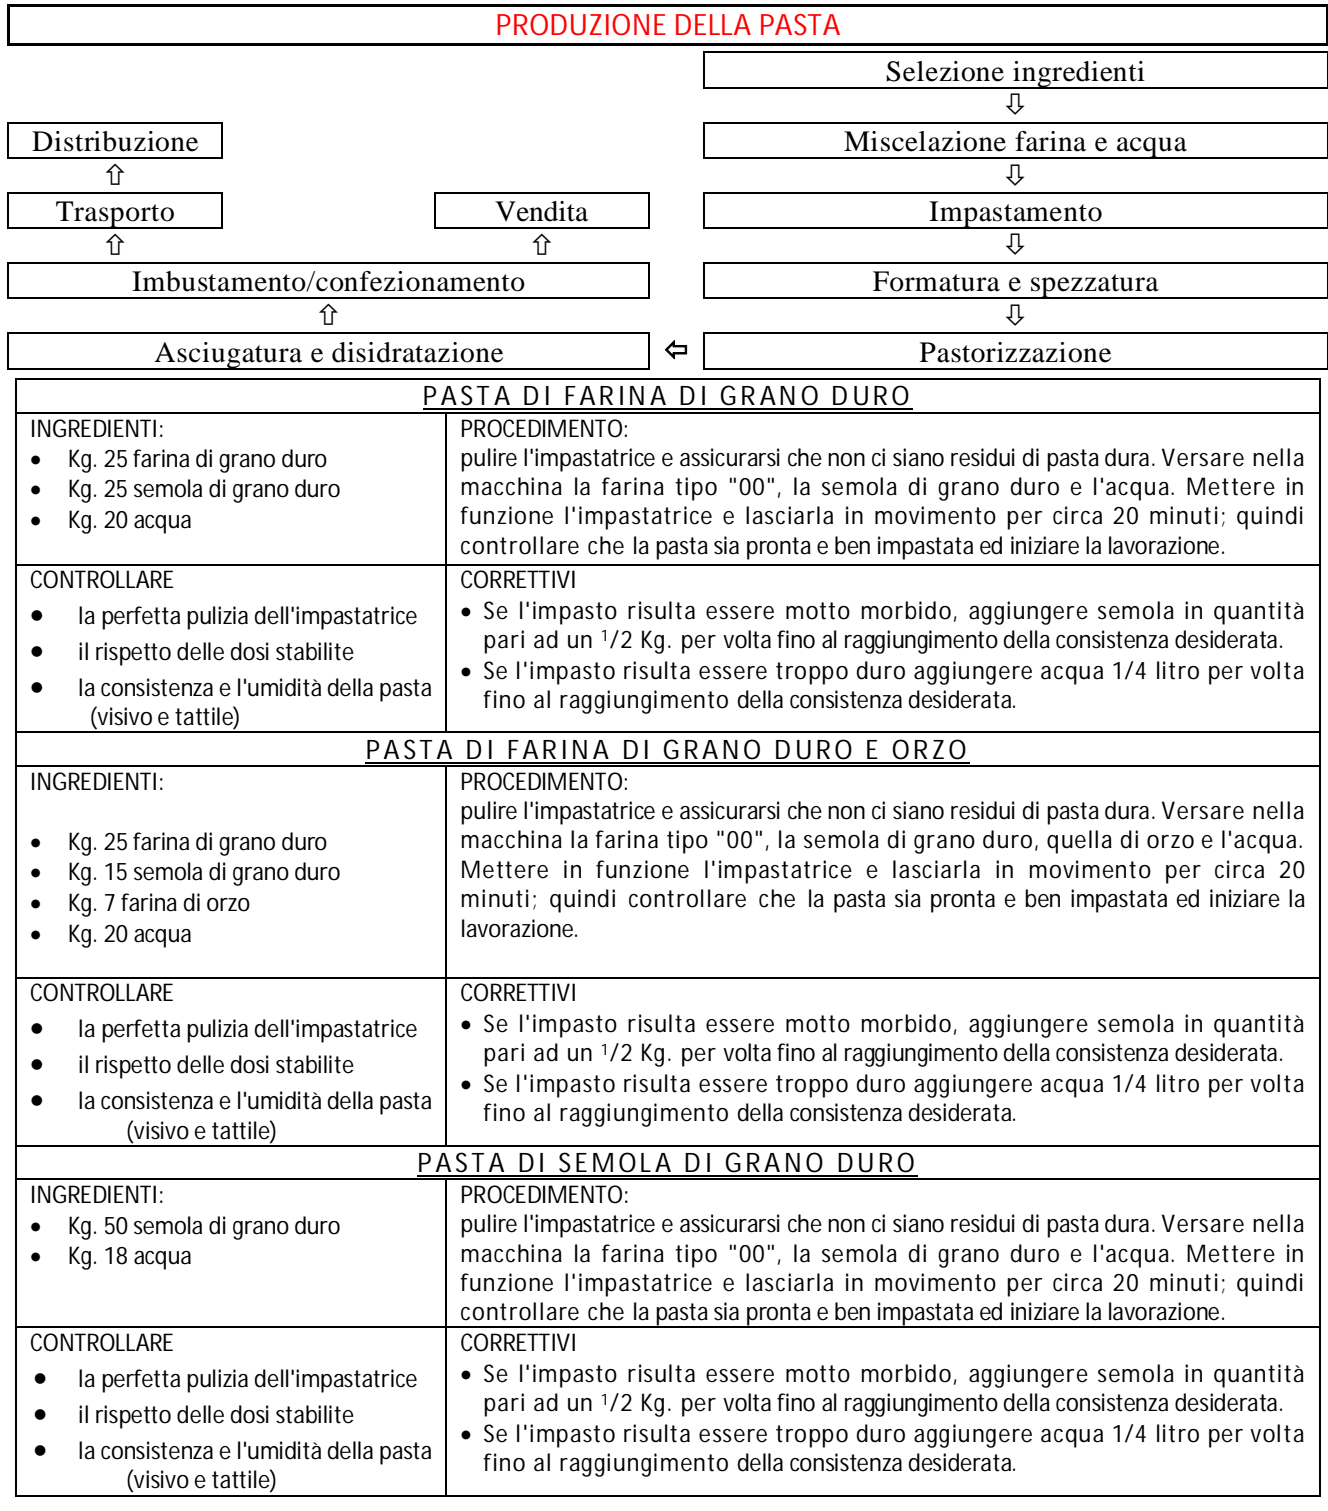 PRODUZIONE DELLA PASTA
Selezione ingredienti
⇩
Distribuzione
Miscelazione farina e acqua
⇧
⇩
Trasporto
Vendita
Impastamento
⇧
⇧
⇩
Imbustamento/confezionamento
Formatura e spezzatura
⇧
⇩
Asciugatura e disidratazione
⇦
Pastorizzazione
PASTA DI FARINA DI GRANO DURO
INGREDIENTI:
• Kg. 25 farina di grano duro
• Kg. 25 semola di grano duro
• Kg. 20 acqua
PROCEDIMENTO:
pulire l'impastatrice e assicurarsi che non ci siano residui di pasta dura. Versare nella
macchina la farina tipo "00", la semola di grano duro e l'acqua. Mettere in
funzione l'impastatrice e lasciarla in movimento per circa 20 minuti; quindi
controllare che la pasta sia pronta e ben impastata ed iniziare la lavorazione.
CONTROLLARE
• la perfetta pulizia dell'impastatrice
• il rispetto delle dosi stabilite
• la consistenza e l'umidità della pasta
(visivo e tattile)
CORRETTIVI
• Se l'impasto risulta essere motto morbido, aggiungere semola in quantità
pari ad un 1/2 Kg. per volta fino al raggiungimento della consistenza desiderata.
• Se l'impasto risulta essere troppo duro aggiungere acqua 1/4 litro per volta
fino al raggiungimento della consistenza desiderata.
PASTA DI FARINA DI GRANO DURO E ORZO
INGREDIENTI:
• Kg. 25 farina di grano duro
• Kg. 15 semola di grano duro
• Kg. 7 farina di orzo
• Kg. 20 acqua
PROCEDIMENTO:
pulire l'impastatrice e assicurarsi che non ci siano residui di pasta dura. Versare nella
macchina la farina tipo "00", la semola di grano duro, quella di orzo e l'acqua.
Mettere in funzione l'impastatrice e lasciarla in movimento per circa 20
minuti; quindi controllare che la pasta sia pronta e ben impastata ed iniziare la
lavorazione.
CONTROLLARE
• la perfetta pulizia dell'impastatrice
• il rispetto delle dosi stabilite
• la consistenza e l'umidità della pasta
(visivo e tattile)
CORRETTIVI
• Se l'impasto risulta essere motto morbido, aggiungere semola in quantità
pari ad un 1/2 Kg. per volta fino al raggiungimento della consistenza desiderata.
• Se l'impasto risulta essere troppo duro aggiungere acqua 1/4 litro per volta
fino al raggiungimento della consistenza desiderata.
PASTA DI SEMOLA DI GRANO DURO
INGREDIENTI:
• Kg. 50 semola di grano duro
• Kg. 18 acqua
PROCEDIMENTO:
pulire l'impastatrice e assicurarsi che non ci siano residui di pasta dura. Versare nella
macchina la farina tipo "00", la semola di grano duro e l'acqua. Mettere in
funzione l'impastatrice e lasciarla in movimento per circa 20 minuti; quindi
controllare che la pasta sia pronta e ben impastata ed iniziare la lavorazione.
CONTROLLARE
• la perfetta pulizia dell'impastatrice
• il rispetto delle dosi stabilite
• la consistenza e l'umidità della pasta
(visivo e tattile)
CORRETTIVI
• Se l'impasto risulta essere motto morbido, aggiungere semola in quantità
pari ad un 1/2 Kg. per volta fino al raggiungimento della consistenza desiderata.
• Se l'impasto risulta essere troppo duro aggiungere acqua 1/4 litro per volta
fino al raggiungimento della consistenza desiderata.